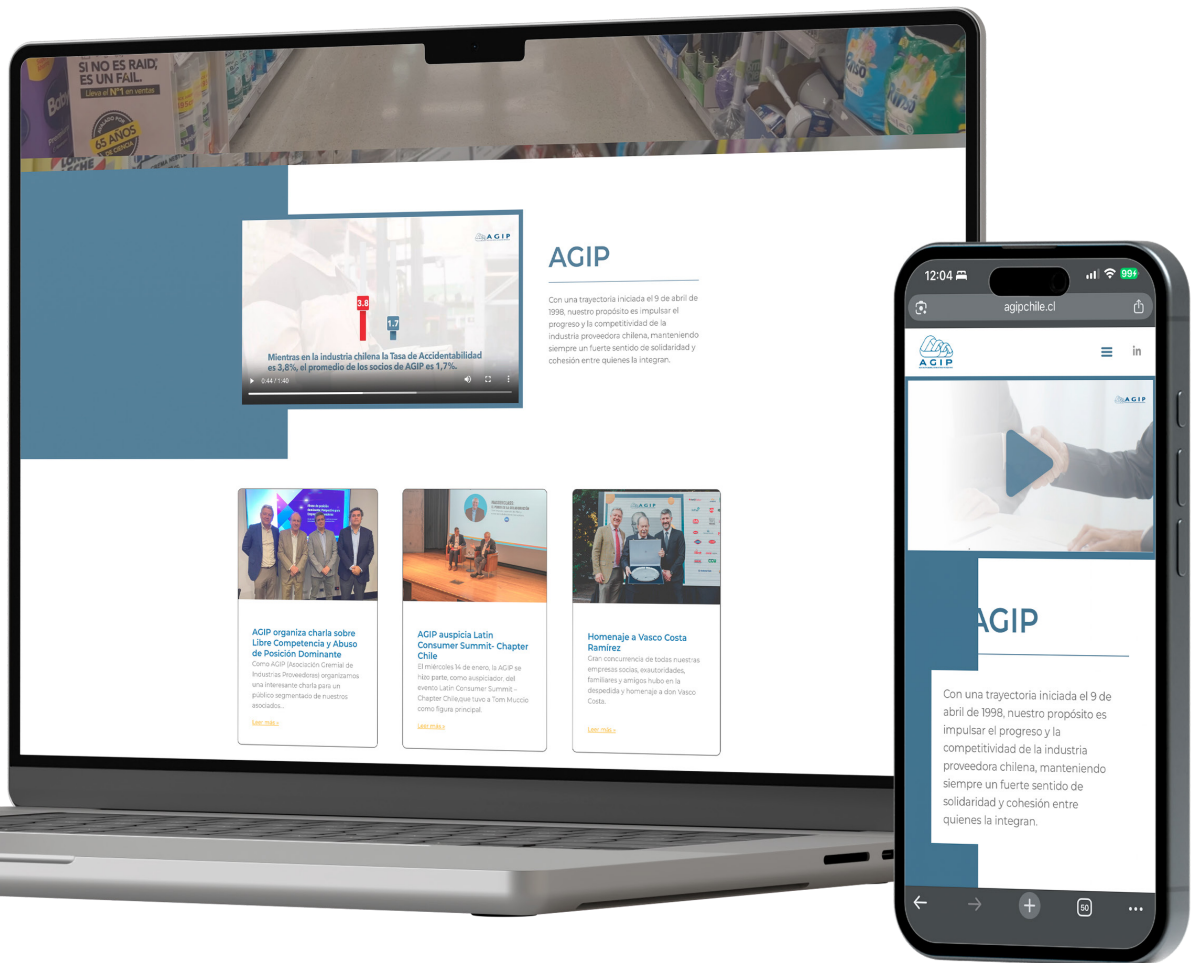 SI NO ES RAID,
ES UN FAIL.
Lleva el N°1 en ventas
65 AÑOS
DE CIENCIA
Rinso
AGIP
3.8
1.7
Mientras en la industria chilena la Tasa de Accidentabilidad
es 3,8%, el promedio de los socios de AGIP es 1,7%.
0:44 / 1:40
AGIP
Con una trayectoria iniciada el 9 de abril de
1998, nuestro propósito es impulsar el
progreso y la competitividad de la
industria proveedora chilena, manteniendo
siempre un fuerte sentido de solidaridad y
cohesión entre quienes la integran.
AGIP organiza charla sobre
Libre Competencia y Abuso
de Posición Dominante
Como AGIP (Asociación Gremial de
Industrias Proveedoras) organizamos
una interesante charla para un
público segmentado de nuestros
asociados...
Leer más »
AGIP auspicia Latin
Consumer Summit- Chapter
Chile
El miércoles 14 de enero, la AGIP se
hizo parte, como auspiciador, del
evento Latin Consumer Summit –
Chapter Chile,que tuvo a Tom Muccio
como figura principal.
Leer más »
AGIP
Homenaje a Vasco Costa
Ramírez
Gran concurrencia de todas nuestras
empresas socias, exautoridades,
familiares y amigos hubo en la
despedida y homenaje a don Vasco
Costa.
Leer más »
12:04
99
agipchile.cl
AGIP
in
AGIP
AGIP
Con una trayectoria iniciada el 9 de
abril de 1998, nuestro propósito es
impulsar el progreso y la
competitividad de la industria
proveedora chilena, manteniendo
siempre un fuerte sentido de
solidaridad y cohesión entre
quienes la integran.
50